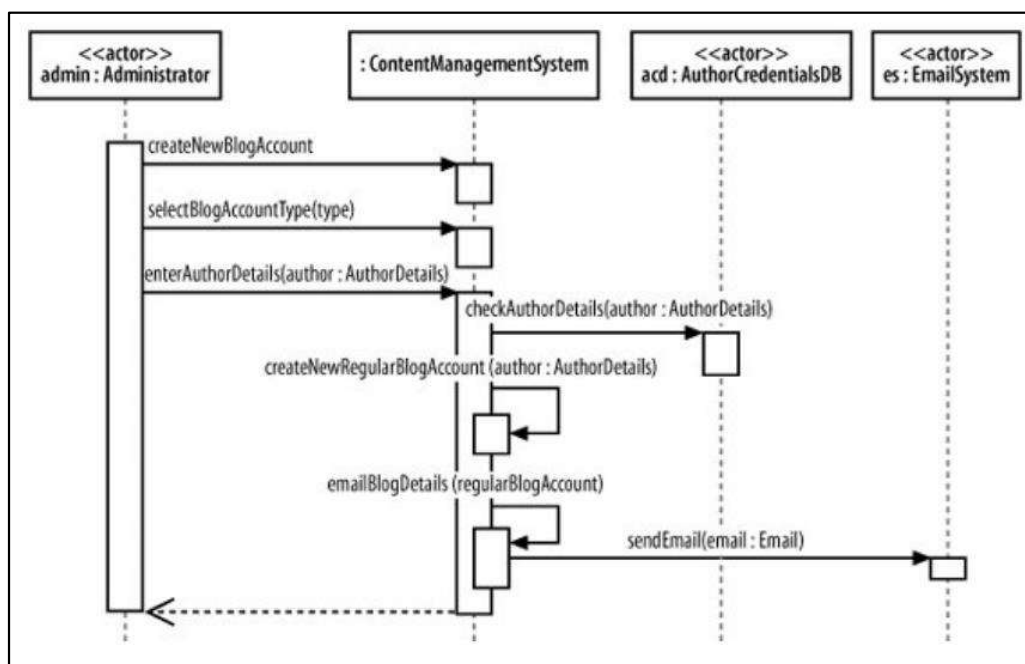 <<actor>>
admin : Administrator
: ContentManagementSystem
<<actor>>
acd : AuthorCredentialsDB
<<actor>>
es : EmailSystem
createNewBlogAccount
selectBlogAccountType(type)
enterAuthorDetails(author : AuthorDetails)
checkAuthorDetails(author : AuthorDetails)
createNewRegularBlogAccount (author : AuthorDetails)
emailBlogDetails (regularBlogAccount)
sendEmail(email : Email)